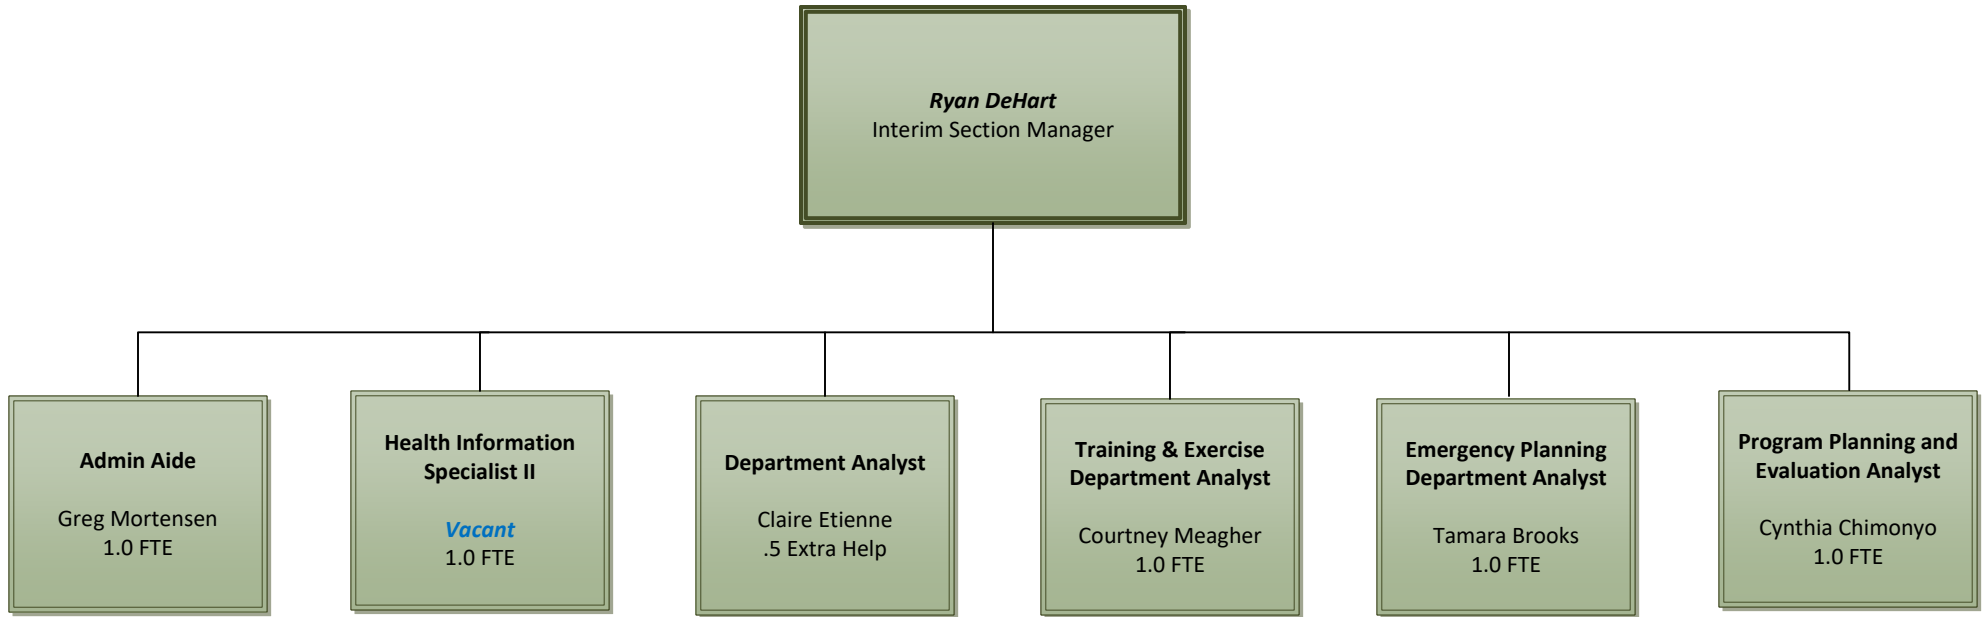 Ryan DeHart
Interim Section Manager
Admin Aide
Greg Mortensen
1.0 FTE
Health Information
Specialist II
Vacant
1.0 FTE
Department Analyst
Claire Etienne
.5 Extra Help
Training & Exercise
Department Analyst
Courtney Meagher
1.0 FTE
Emergency Planning
Department Analyst
Tamara Brooks
1.0 FTE
Program Planning and
Evaluation Analyst
Cynthia Chimonyo
1.0 FTE